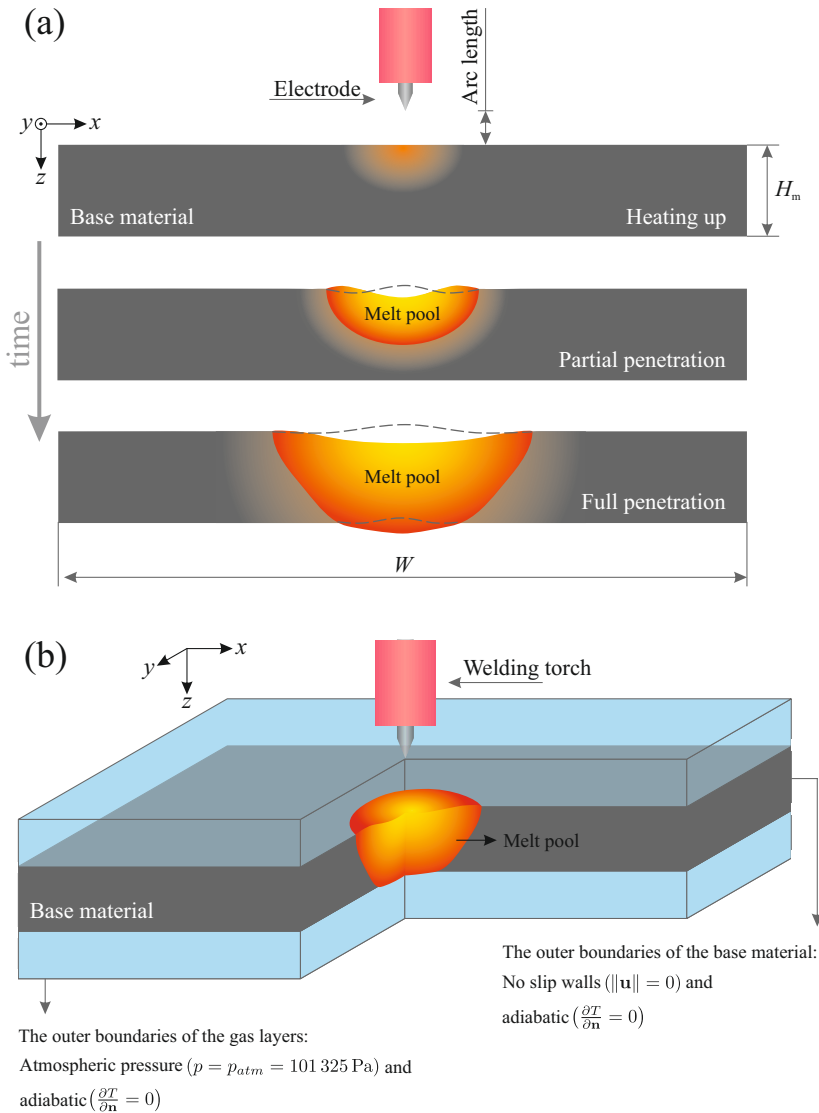 (a)
Electrode
Arc length
y
x
z
H_m
Base material
Heating up
time
Melt pool
Partial penetration
Melt pool
Full penetration
W
(b)
x
y
z
Welding torch
Melt pool
Base material
The outer boundaries of the base material:
No slip walls (‖u‖ = 0) and
adiabatic (∂T/∂n = 0)
The outer boundaries of the gas layers:
Atmospheric pressure (p = p_atm = 101 325 Pa) and
adiabatic (∂T/∂n = 0)